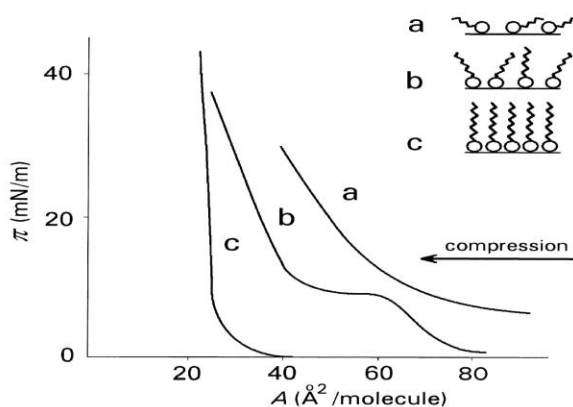 a
b
c
40
20
0
π (mN/m)
a
b
c
compression
20
40
60
80
A (Å²/molecule)